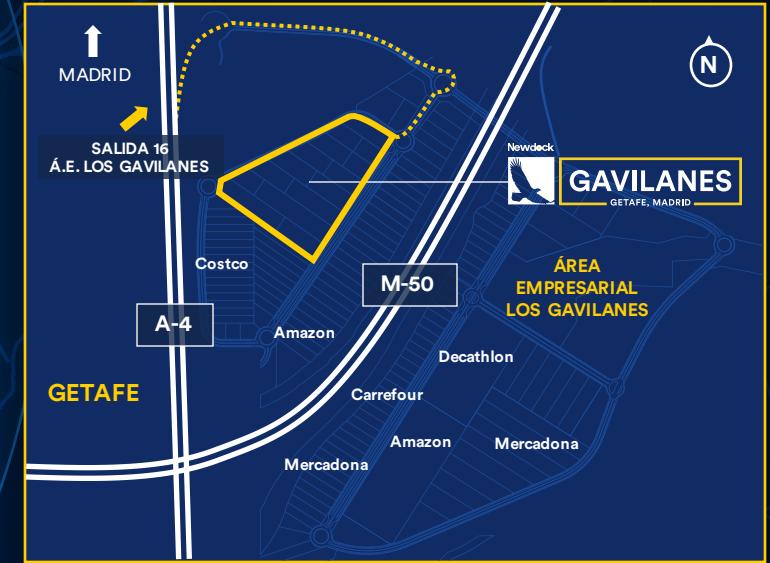 MADRID
N
SALIDA 16
Á.E. LOS GAVILANES
Newdock
GAVILANES
GETAFE, MADRID
Costco
M-50
ÁREA
EMPRESARIAL
LOS GAVILANES
A-4
Amazon
Decathlon
GETAFE
Carrefour
Amazon
Mercadona
Mercadona